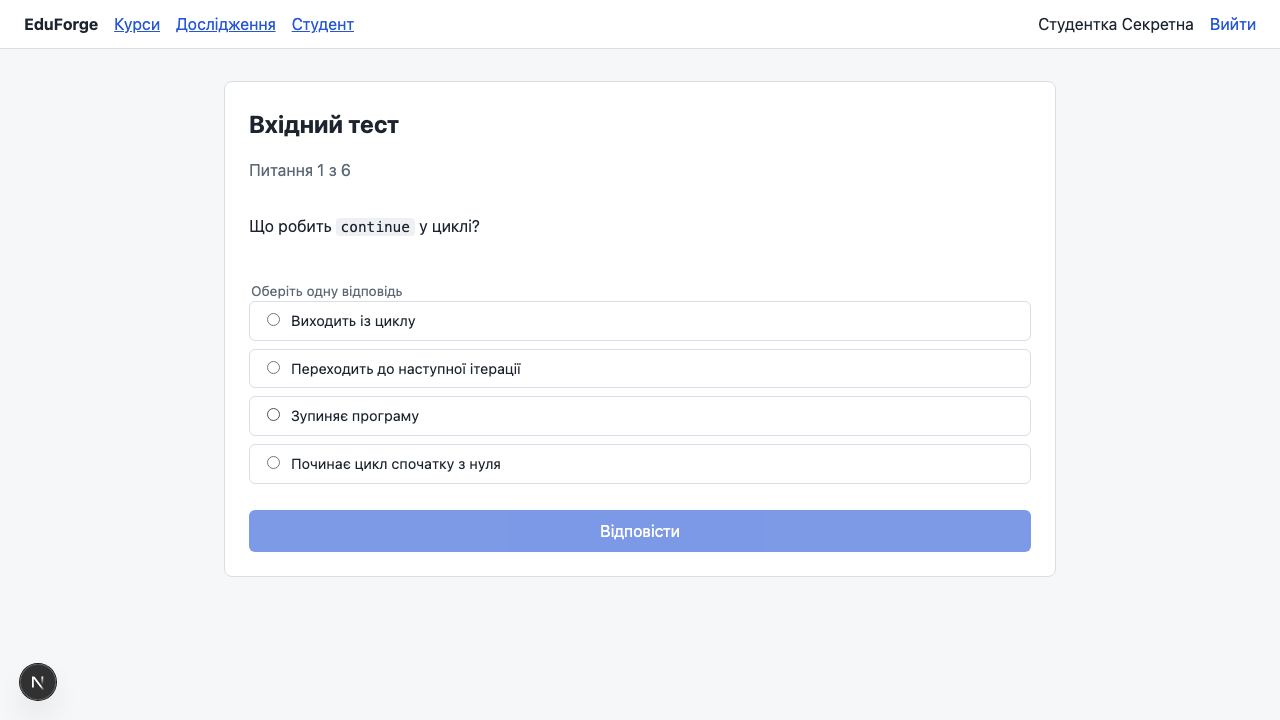 EduForge Курси Дослідження Студент Студентка Секретна Вийти
Вхідний тест
Питання 1 з 6
Що робить continue у циклі?
Оберіть одну відповідь
Виходить із циклу
Переходить до наступної ітерації
Зупиняє програму
Починає цикл спочатку з нуля
Відповісти
N